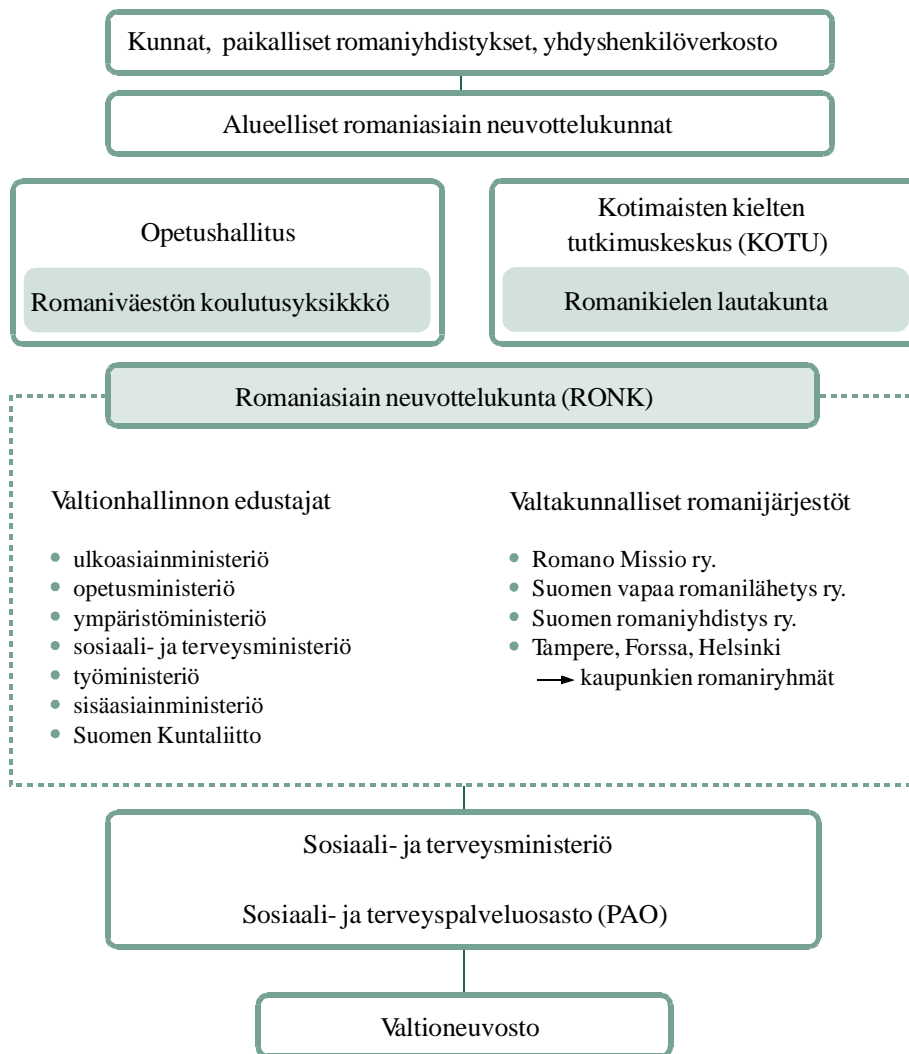 Kunnat, paikalliset romaniyhdistykset, yhdyshenkilöverkosto
Alueelliset romaniasiain neuvottelukunnat
Opetushallitus
Romaniväestön koulutusyksikkkö
Kotimaisten kielten
tutkimuskeskus (KOTU)
Romanikielen lautakunta
Romaniasiain neuvottelukunta (RONK)
Valtionhallinnon edustajat
• ulkoasiainministeriö
• opetusministeriö
• ympäristöministeriö
• sosiaali- ja terveysministeriö
• työministeriö
• sisäasiainministeriö
• Suomen Kuntaliitto
Valtakunnalliset romanijärjestöt
• Romano Missio ry.
• Suomen vapaa romanilähetys ry.
• Suomen romaniyhdistys ry.
• Tampere, Forssa, Helsinki
→ kaupunkien romaniryhmät
Sosiaali- ja terveysministeriö
Sosiaali- ja terveyspalveluosasto (PAO)
Valtioneuvosto